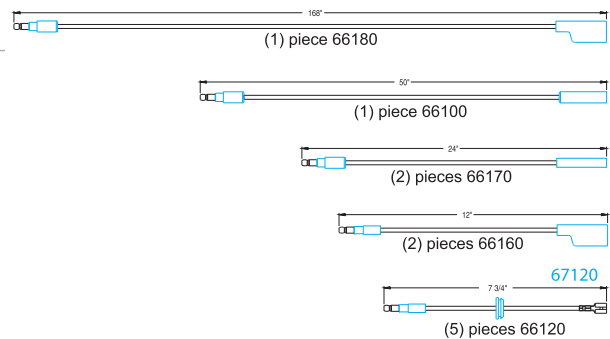 168"
(1) piece 66180
50"
(1) piece 66100
24"
(2) pieces 66170
12"
(2) pieces 66160
67120
7 3/4"
(5) pieces 66120